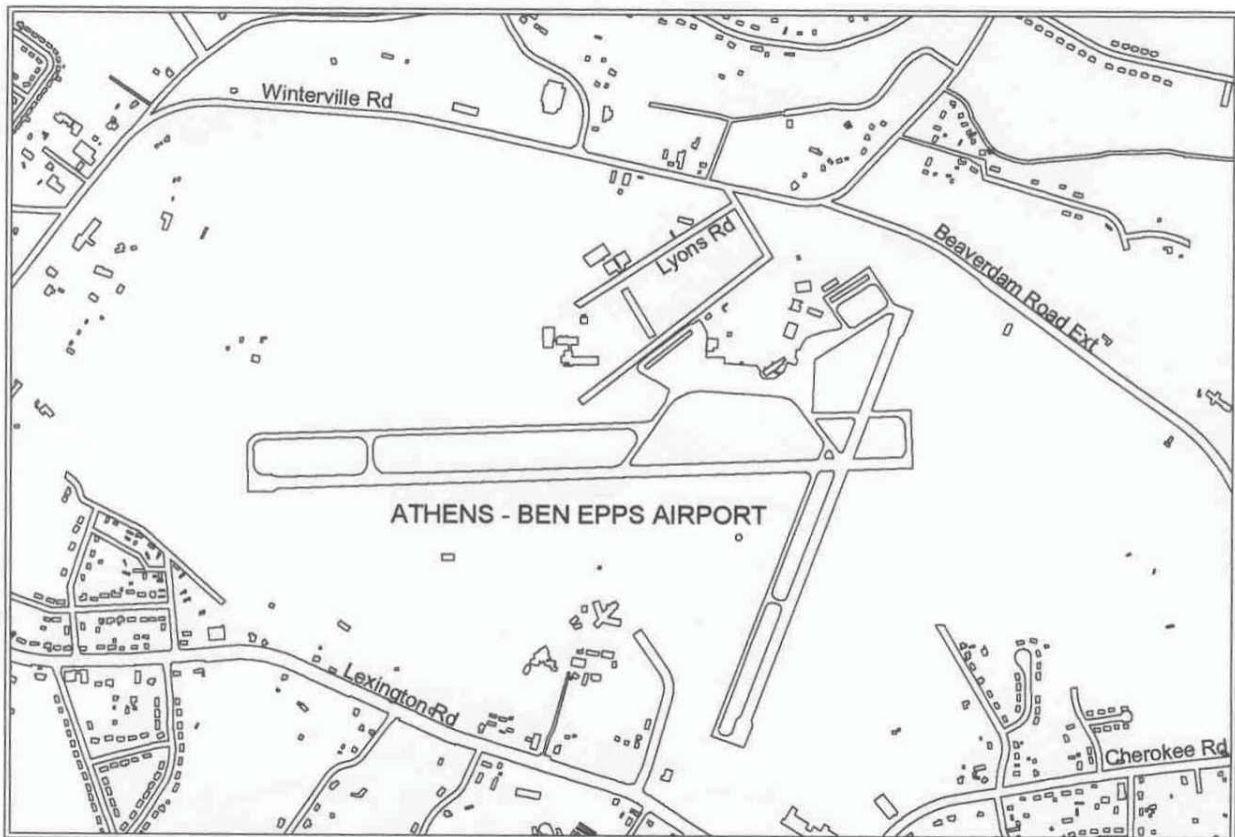 Winterville Rd
Lyons Rd
Beaverdam Road Ext
ATHENS - BEN EPPS AIRPORT
Lexington Rd
Cherokee Rd